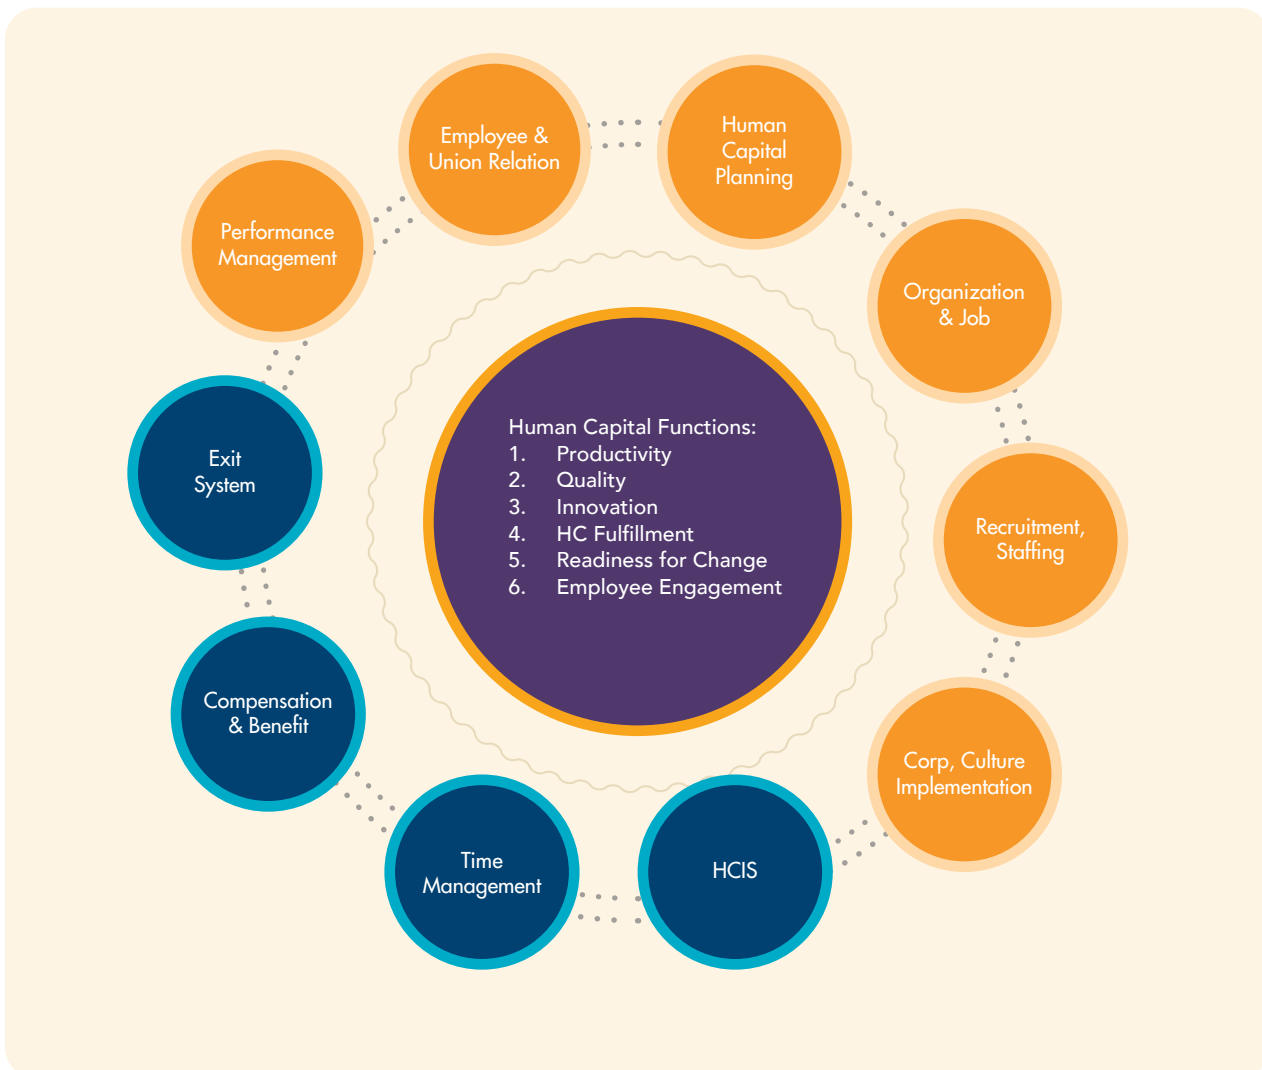 Employee &
Union Relation
Human
Capital
Planning
Performance
Management
Organization
& Job
Exit
System
Human Capital Functions:
1. Productivity
2. Quality
3. Innovation
4. HC Fulfillment
5. Readiness for Change
6. Employee Engagement
Recruitment,
Staffing
Compensation
& Benefit
Corp, Culture
Implementation
Time
Management
HCIS